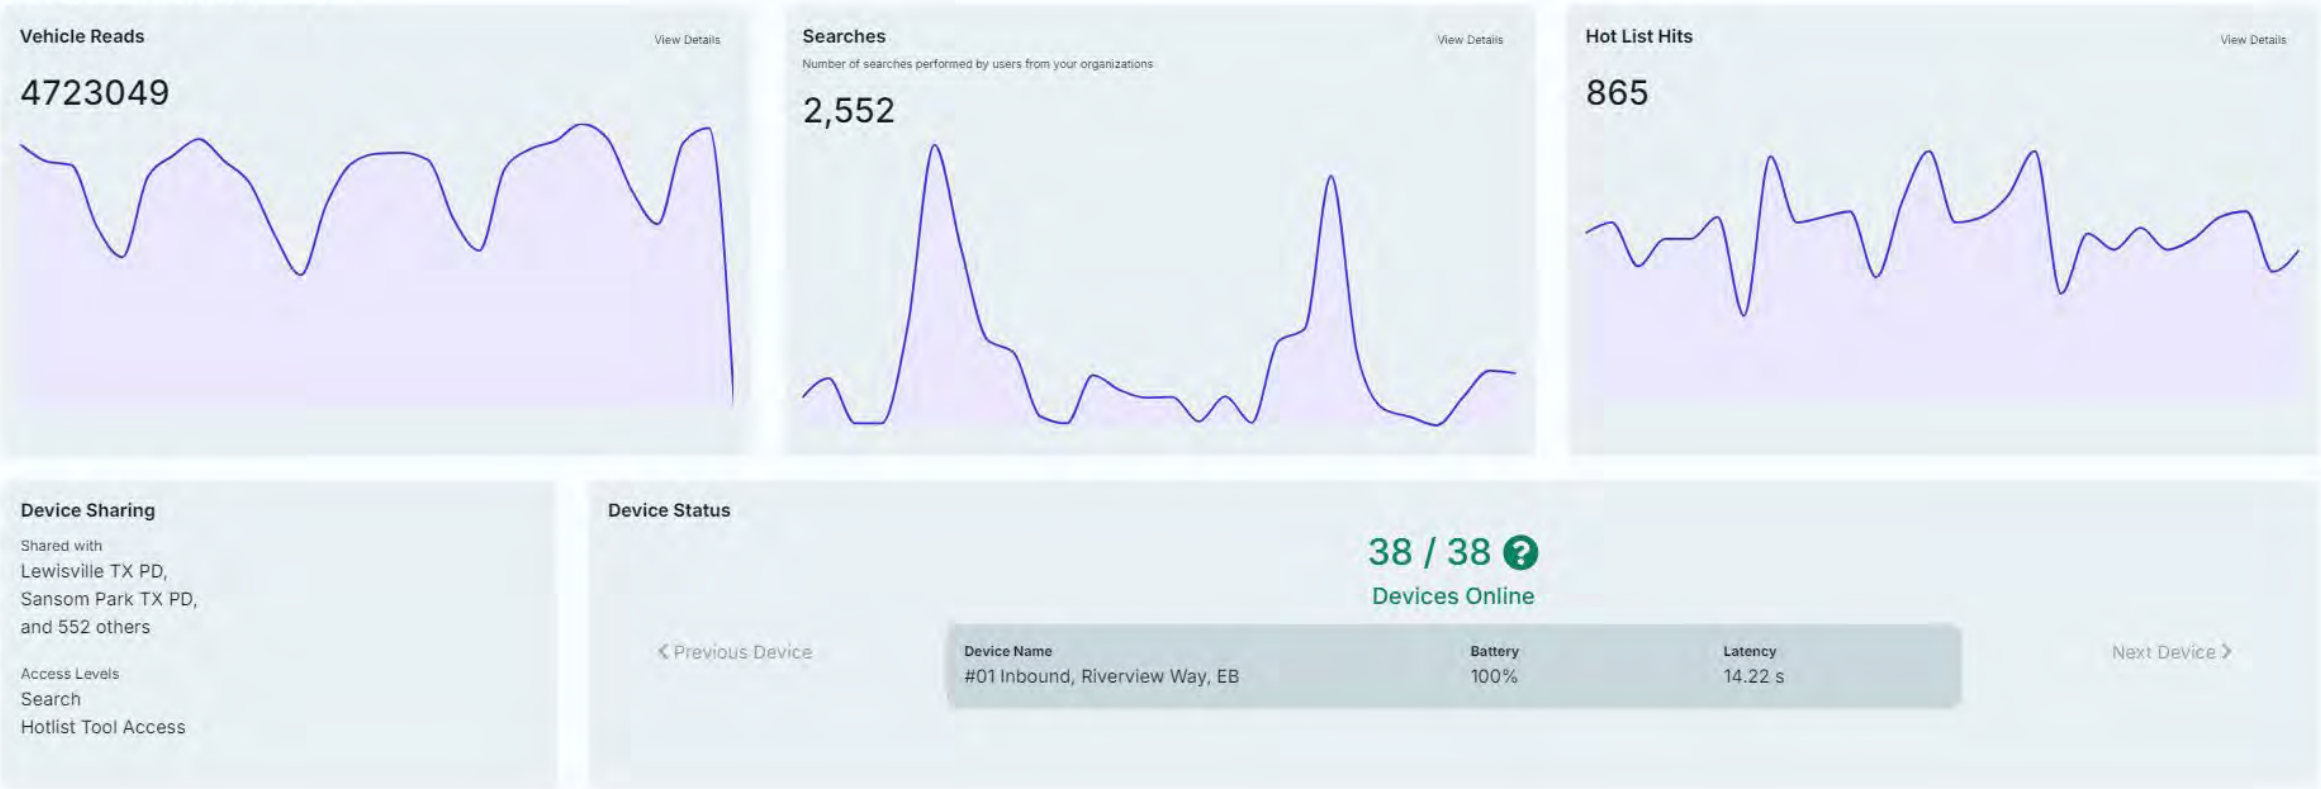 Vehicle Reads
View Details
4723049
Searches
View Details
Number of searches performed by users from your organizations
2,552
Hot List Hits
View Details
865
Device Sharing
Shared with
Lewisville TX PD,
Sansom Park TX PD,
and 552 others
Access Levels
Search
Hotlist Tool Access
Device Status
38 / 38 ?
Devices Online
< Previous Device
Device Name Battery Latency
#01 Inbound, Riverview Way, EB 100% 14.22 s
Next Device >